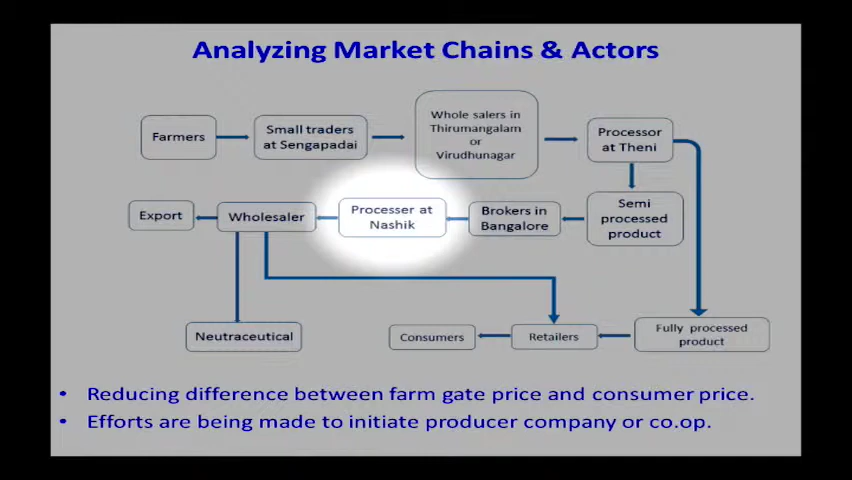 Analyzing Market Chains & Actors
Farmers
Small traders
at Sengapadai
Whole salers in
Thirumangalam
or
Virudhunagar
Processor
at Theni
Export
Wholesaler
Processer at
Nashik
Brokers in
Bangalore
Semi
processed
product
Neutraceutical
Consumers
Retailers
Fully processed
product
• Reducing difference between farm gate price and consumer price.
• Efforts are being made to initiate producer company or co.op.